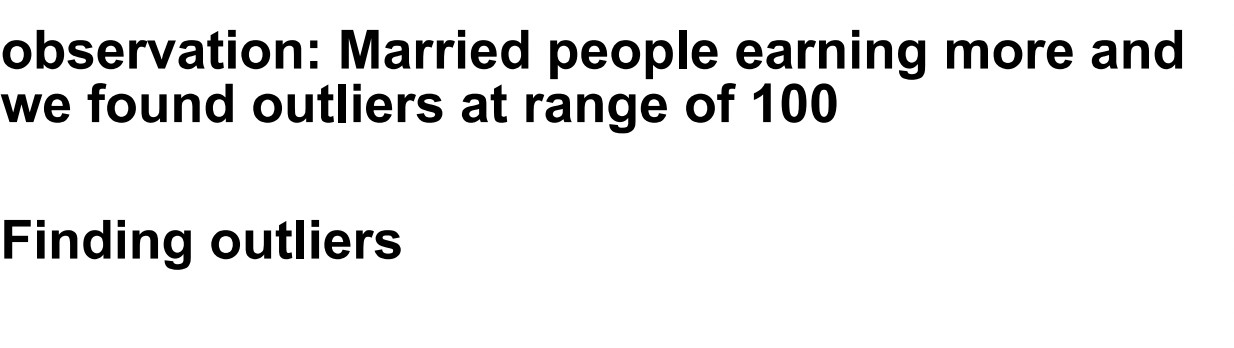 observation: Married people earning more and
we found outliers at range of 100
Finding outliers